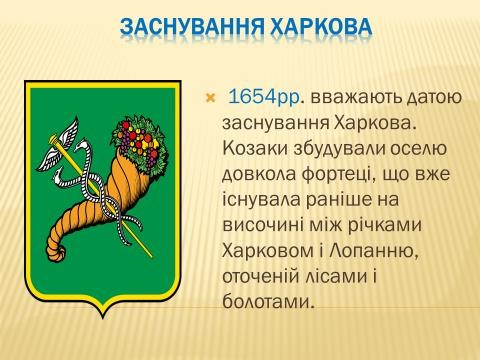 ЗАСНУВАННЯ ХАРКОВА
1654рр. вважають датою
заснування Харкова.
Козаки збудували оселю
довкола фортеці, що вже
існувала раніше на
височині між річками
Харковом і Лопанню,
оточеній лісами і
болотами.